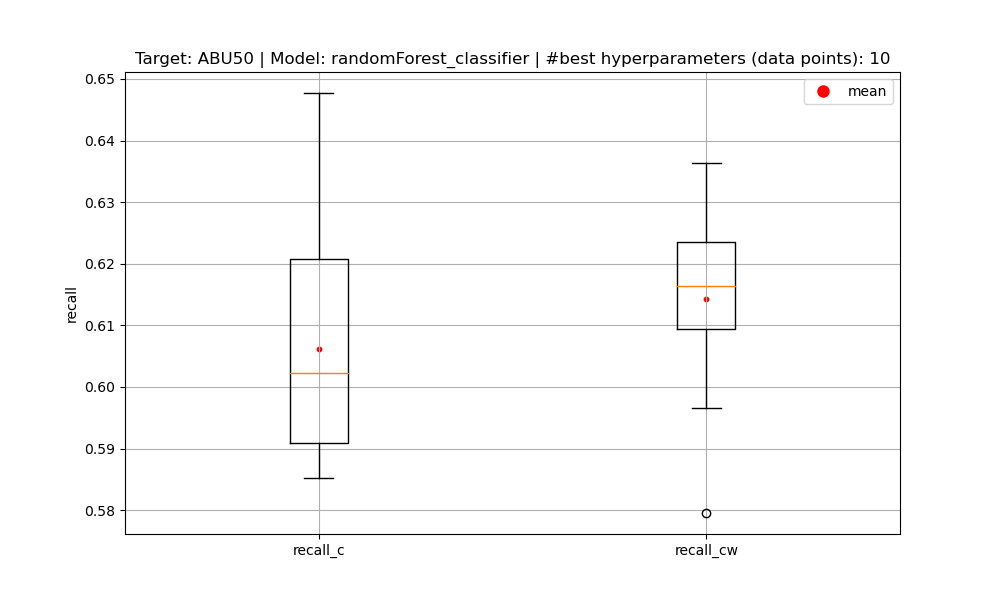 Target: ABU50 | Model: randomForest_classifier | #best hyperparameters (data points): 10
mean
0.65
0.64
0.63
0.62
0.61
0.60
0.59
0.58
recall
recall_c
recall_cw